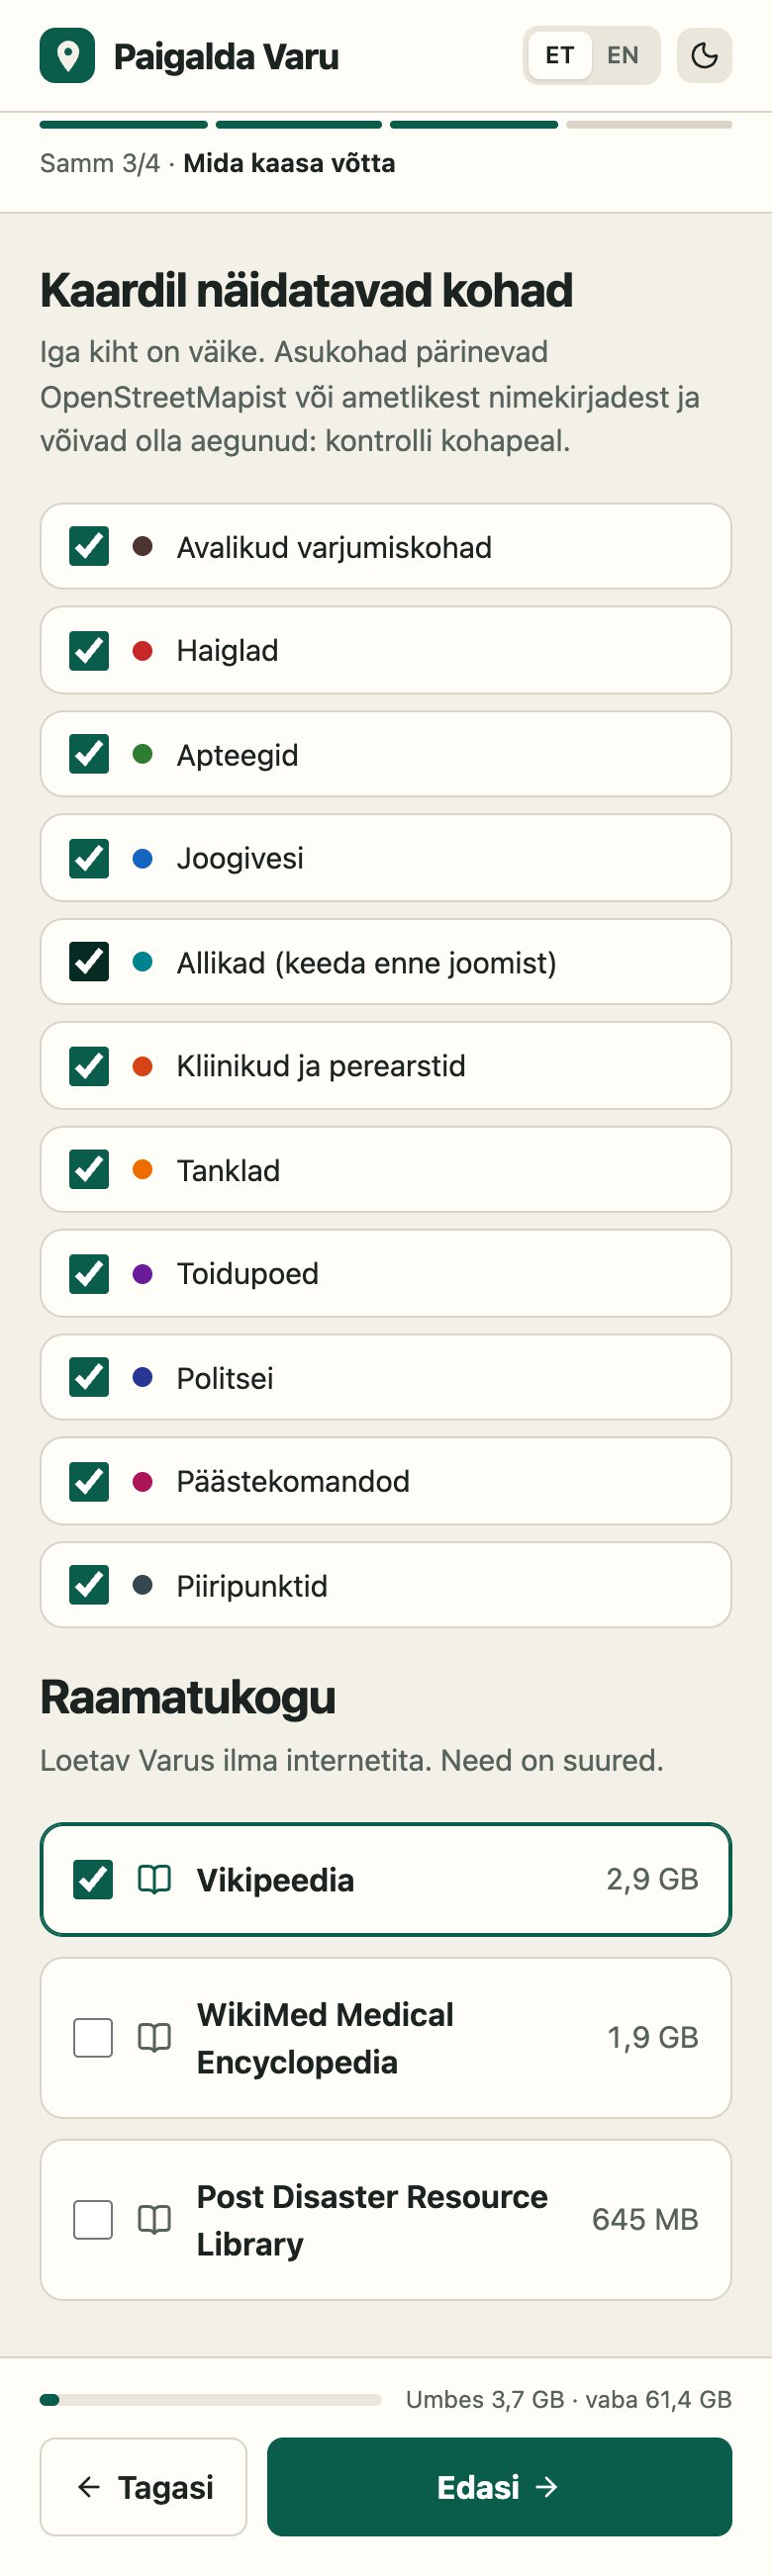 Paigalda Varu
ET EN
Samm 3/4 · Mida kaasa võtta
Kaardil näidatavad kohad
Iga kiht on väike. Asukohad pärinevad
OpenStreetMapist või ametlikest nimekirjadest ja
võivad olla aegunud: kontrolli kohapeal.
Avalikud varjumiskohad
Haiglad
Apteegid
Joogivesi
Allikad (keeda enne joomist)
Kliinikud ja perearstid
Tanklad
Toidupoed
Politsei
Päästekomandod
Piiripunktid
Raamatukogu
Loetav Varus ilma internetita. Need on suured.
Vikipeedia 2,9 GB
WikiMed Medical
Encyclopedia
1,9 GB
Post Disaster Resource
Library
645 MB
Umbes 3,7 GB · vaba 61,4 GB
← Tagasi
Edasi →